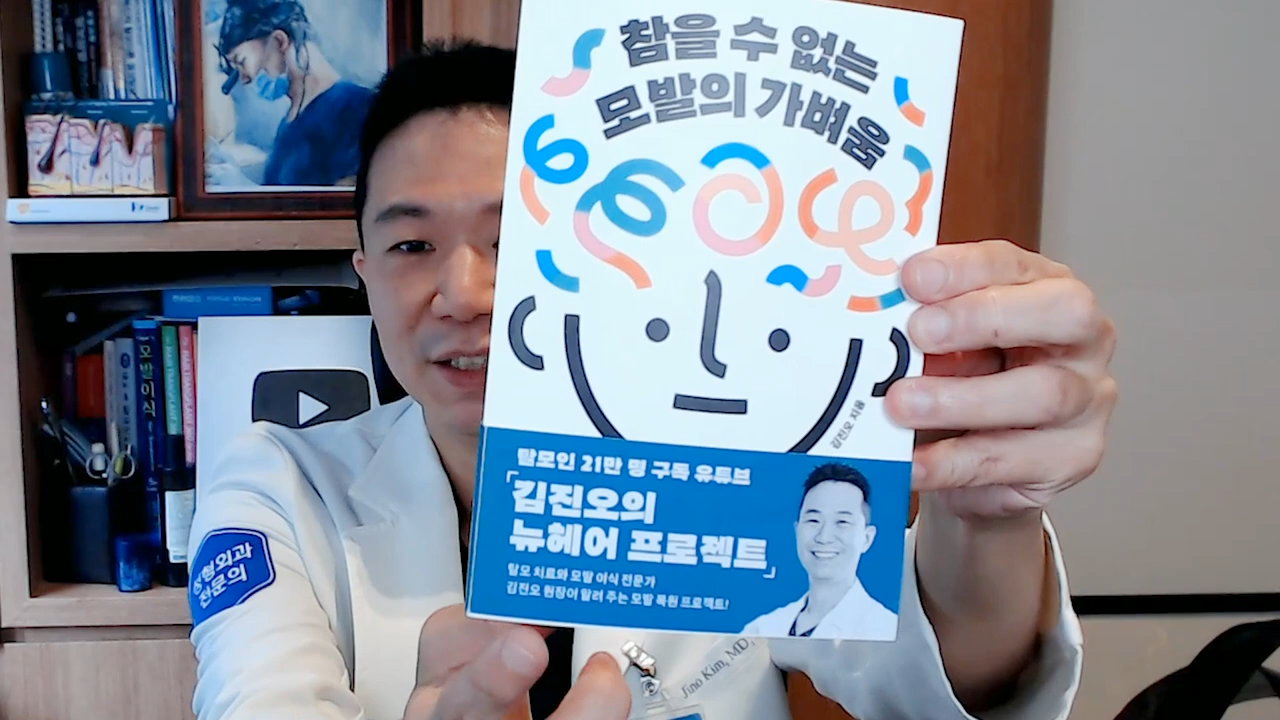 참을 수 없는
모발의 가벼움
김진오 지음
탈모인 21만 명 구독 유튜브
「김진오의
뉴헤어 프로젝트」
탈모 치료와 모발 이식 전문가
김진오 원장이 알려 주는 모발 복원 프로젝트!
성형외과
전문의
Jino Kim, MD,
모발이식